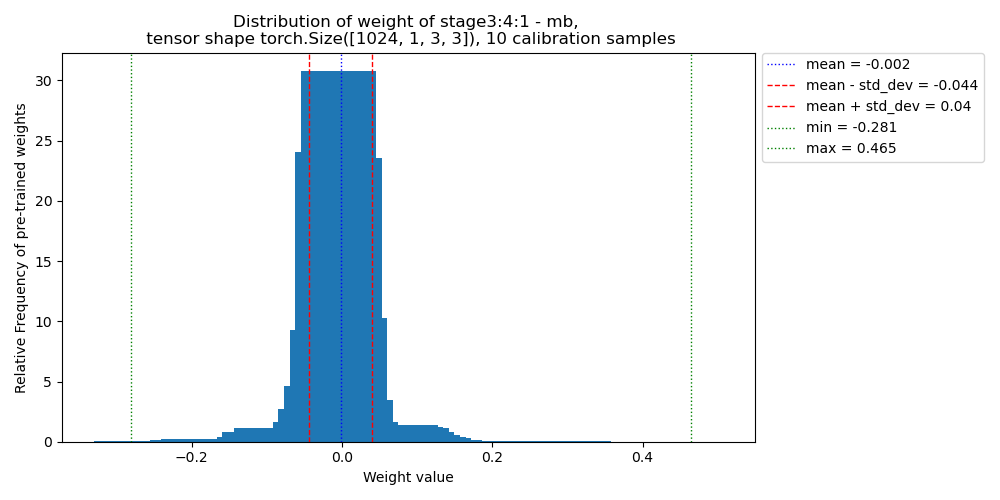 Distribution of weight of stage3:4:1 - mb,
tensor shape torch.Size([1024, 1, 3, 3]), 10 calibration samples
mean = -0.002
mean - std_dev = -0.044
mean + std_dev = 0.04
min = -0.281
max = 0.465
Relative Frequency of pre-trained weights
30
25
20
15
10
5
0
−0.2
0.0
0.2
0.4
Weight value